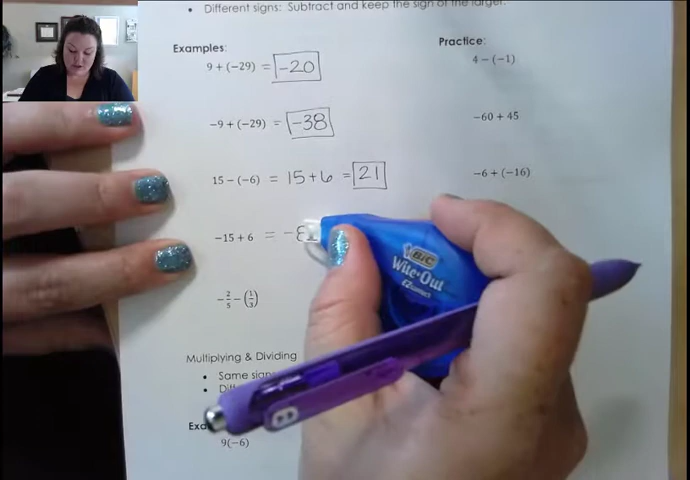 • Different signs: Subtract and keep the sign of the larger.
Examples:
9 + (−29) = −20
−9 + (−29) = −38
15 − (−6) = 15 + 6 = 21
−15 + 6 = −
−2/5 − (1/3)
Practice:
4 − (−1)
−60 + 45
−6 + (−16)
BIC
Wite-Out
EZcorrect
Multiplying & Dividing
• Same
•
9(−6)